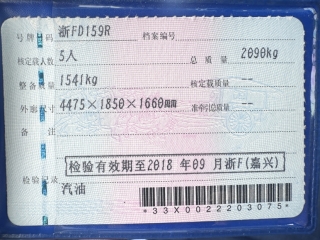 号牌号码 浙FD159R 档案编号
核定载人数 5人 总质量 2090kg
整备质量 1541kg 核定载质量 --
外廓尺寸 4475×1850×1660mm 准牵引总质量 --
备注
检验有效期至2018 年09 月浙F(嘉兴)
检验记录 汽油
*33X0022203075*